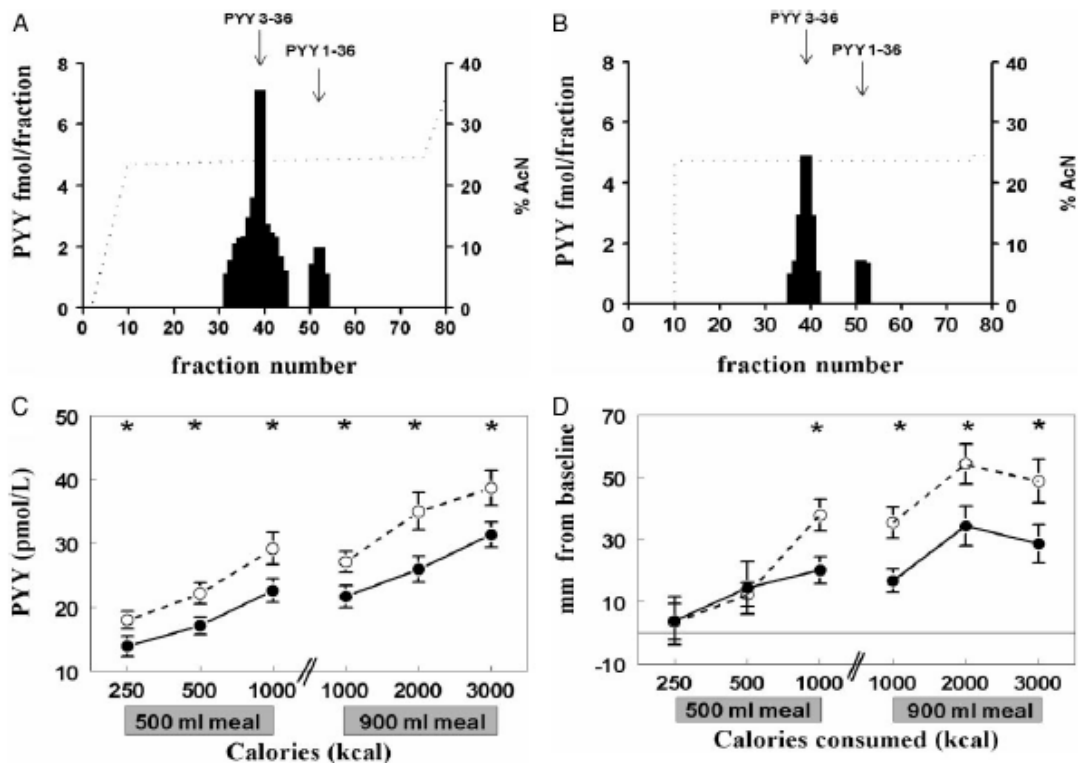 A
PYY 3-36
PYY 1-36
8
6
4
2
0
PYY fmol/fraction
40
30
20
10
0
% AcN
0 10 20 30 40 50 60 70 80
fraction number
B
PYY 3-36
PYY 1-36
8
6
4
2
0
PYY fmol/fraction
40
30
20
10
0
% AcN
0 10 20 30 40 50 60 70 80
fraction number
C
50
40
30
20
10
PYY (pmol/L)
* * * * * *
250 500 1000 // 1000 2000 3000
500 ml meal 900 ml meal
Calories (kcal)
D
70
50
30
10
-10
mm from baseline
* * * *
250 500 1000 // 1000 2000 3000
500 ml meal 900 ml meal
Calories consumed (kcal)